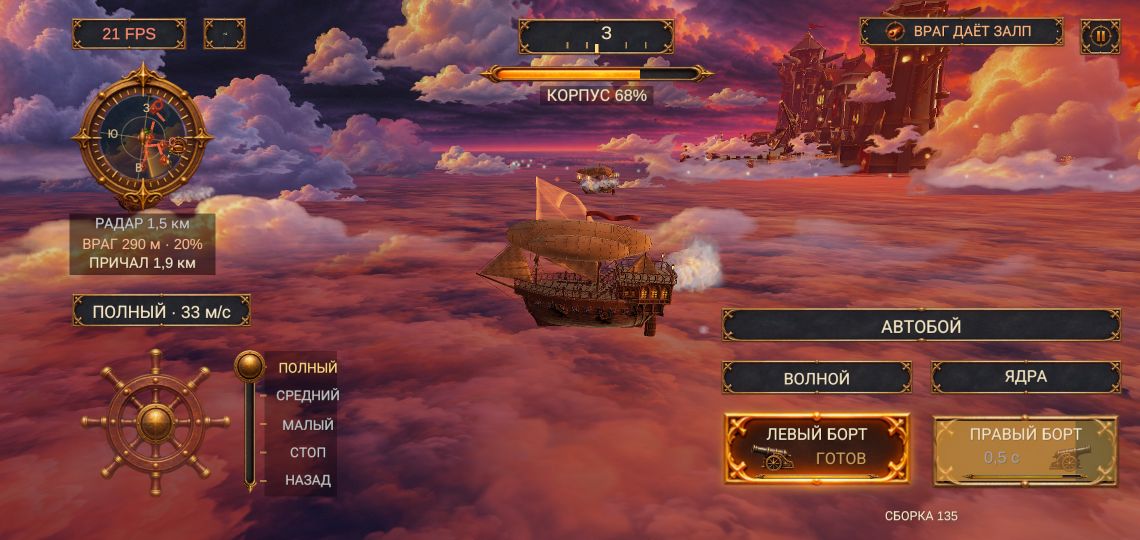 21 FPS
3
ВРАГ ДАЁТ ЗАЛП
КОРПУС 68%
З
Ю
В
РАДАР 1,5 км
ВРАГ 290 м · 20%
ПРИЧАЛ 1,9 км
ПОЛНЫЙ · 33 м/с
ПОЛНЫЙ
СРЕДНИЙ
МАЛЫЙ
СТОП
НАЗАД
АВТОБОЙ
ВОЛНОЙ
ЯДРА
ЛЕВЫЙ БОРТ
ГОТОВ
ПРАВЫЙ БОРТ
0,5 с
СБОРКА 135